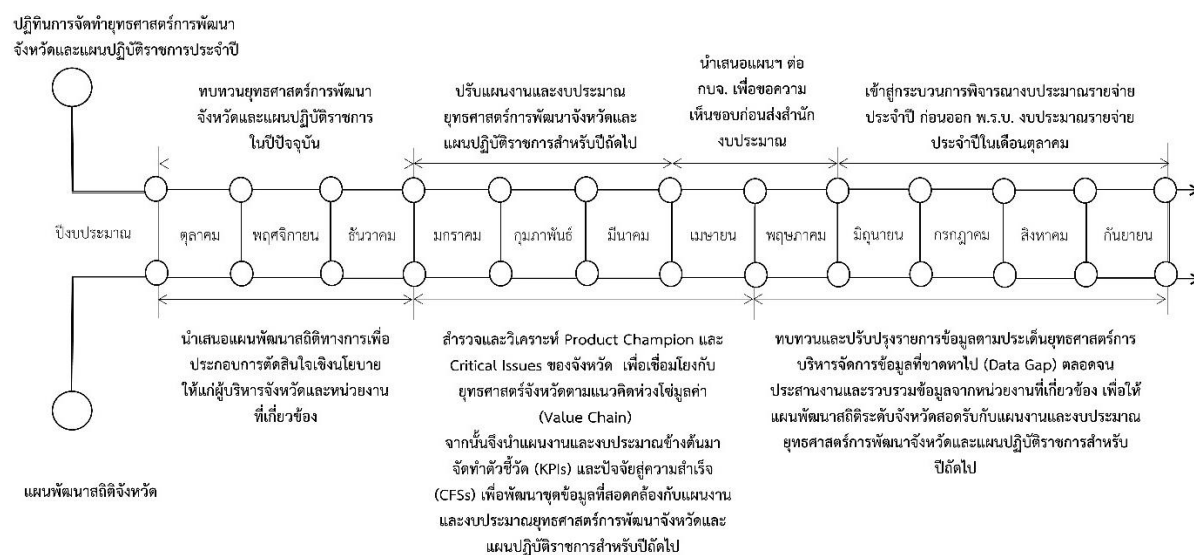 ปฏิทินการจัดทำยุทธศาสตร์การพัฒนา
จังหวัดและแผนปฏิบัติราชการประจำปี
ทบทวนยุทธศาสตร์การพัฒนา
จังหวัดและแผนปฏิบัติราชการ
ในปีปัจจุบัน
ปรับแผนงานและงบประมาณ
ยุทธศาสตร์การพัฒนาจังหวัดและ
แผนปฏิบัติราชการสำหรับปีถัดไป
นำเสนอแผนฯ ต่อ
กบจ. เพื่อขอความ
เห็นชอบก่อนส่งสำนัก
งบประมาณ
เข้าสู่กระบวนการพิจารณางบประมาณรายจ่าย
ประจำปี ก่อนออก พ.ร.บ. งบประมาณรายจ่าย
ประจำปีในเดือนตุลาคม
ปีงบประมาณ
ตุลาคม
พฤศจิกายน
ธันวาคม
มกราคม
กุมภาพันธ์
มีนาคม
เมษายน
พฤษภาคม
มิถุนายน
กรกฎาคม
สิงหาคม
กันยายน
นำเสนอแผนพัฒนาสถิติทางการเพื่อ
ประกอบการตัดสินใจเชิงนโยบาย
ให้แก่ผู้บริหารจังหวัดและหน่วยงาน
ที่เกี่ยวข้อง
สำรวจและวิเคราะห์ Product Champion และ
Critical Issues ของจังหวัด เพื่อเชื่อมโยงกับ
ยุทธศาสตร์จังหวัดตามแนวคิดห่วงโซ่มูลค่า
(Value Chain)
จากนั้นจึงนำแผนงานและงบประมาณข้างต้นมา
จัดทำตัวชี้วัด (KPIs) และปัจจัยสู่ความสำเร็จ
(CFSs) เพื่อพัฒนาชุดข้อมูลที่สอดคล้องกับแผนงาน
และงบประมาณยุทธศาสตร์การพัฒนาจังหวัดและ
แผนปฏิบัติราชการสำหรับปีถัดไป
ทบทวนและปรับปรุงรายการข้อมูลตามประเด็นยุทธศาสตร์การ
บริหารจัดการข้อมูลที่ขาดหาไป (Data Gap) ตลอดจน
ประสานงานและรวบรวมข้อมูลจากหน่วยงานที่เกี่ยวข้อง เพื่อให้
แผนพัฒนาสถิติระดับจังหวัดสอดรับกับแผนงานและงบประมาณ
ยุทธศาสตร์การพัฒนาจังหวัดและแผนปฏิบัติราชการสำหรับ
ปีถัดไป
แผนพัฒนาสถิติจังหวัด